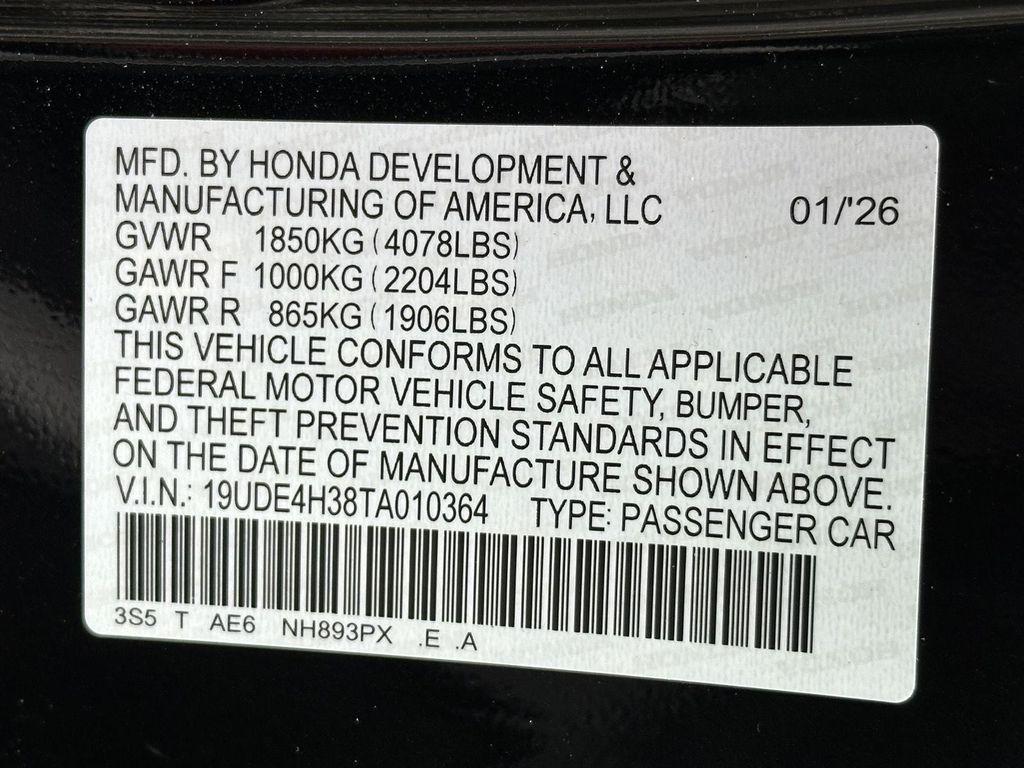 MFD. BY HONDA DEVELOPMENT &
MANUFACTURING OF AMERICA, LLC 01/'26
GVWR 1850KG (4078LBS)
GAWR F 1000KG (2204LBS)
GAWR R 865KG (1906LBS)
THIS VEHICLE CONFORMS TO ALL APPLICABLE
FEDERAL MOTOR VEHICLE SAFETY, BUMPER,
AND THEFT PREVENTION STANDARDS IN EFFECT
ON THE DATE OF MANUFACTURE SHOWN ABOVE.
V.I.N.: 19UDE4H38TA010364 TYPE: PASSENGER CAR
3S5 T AE6 NH893PX .E .A